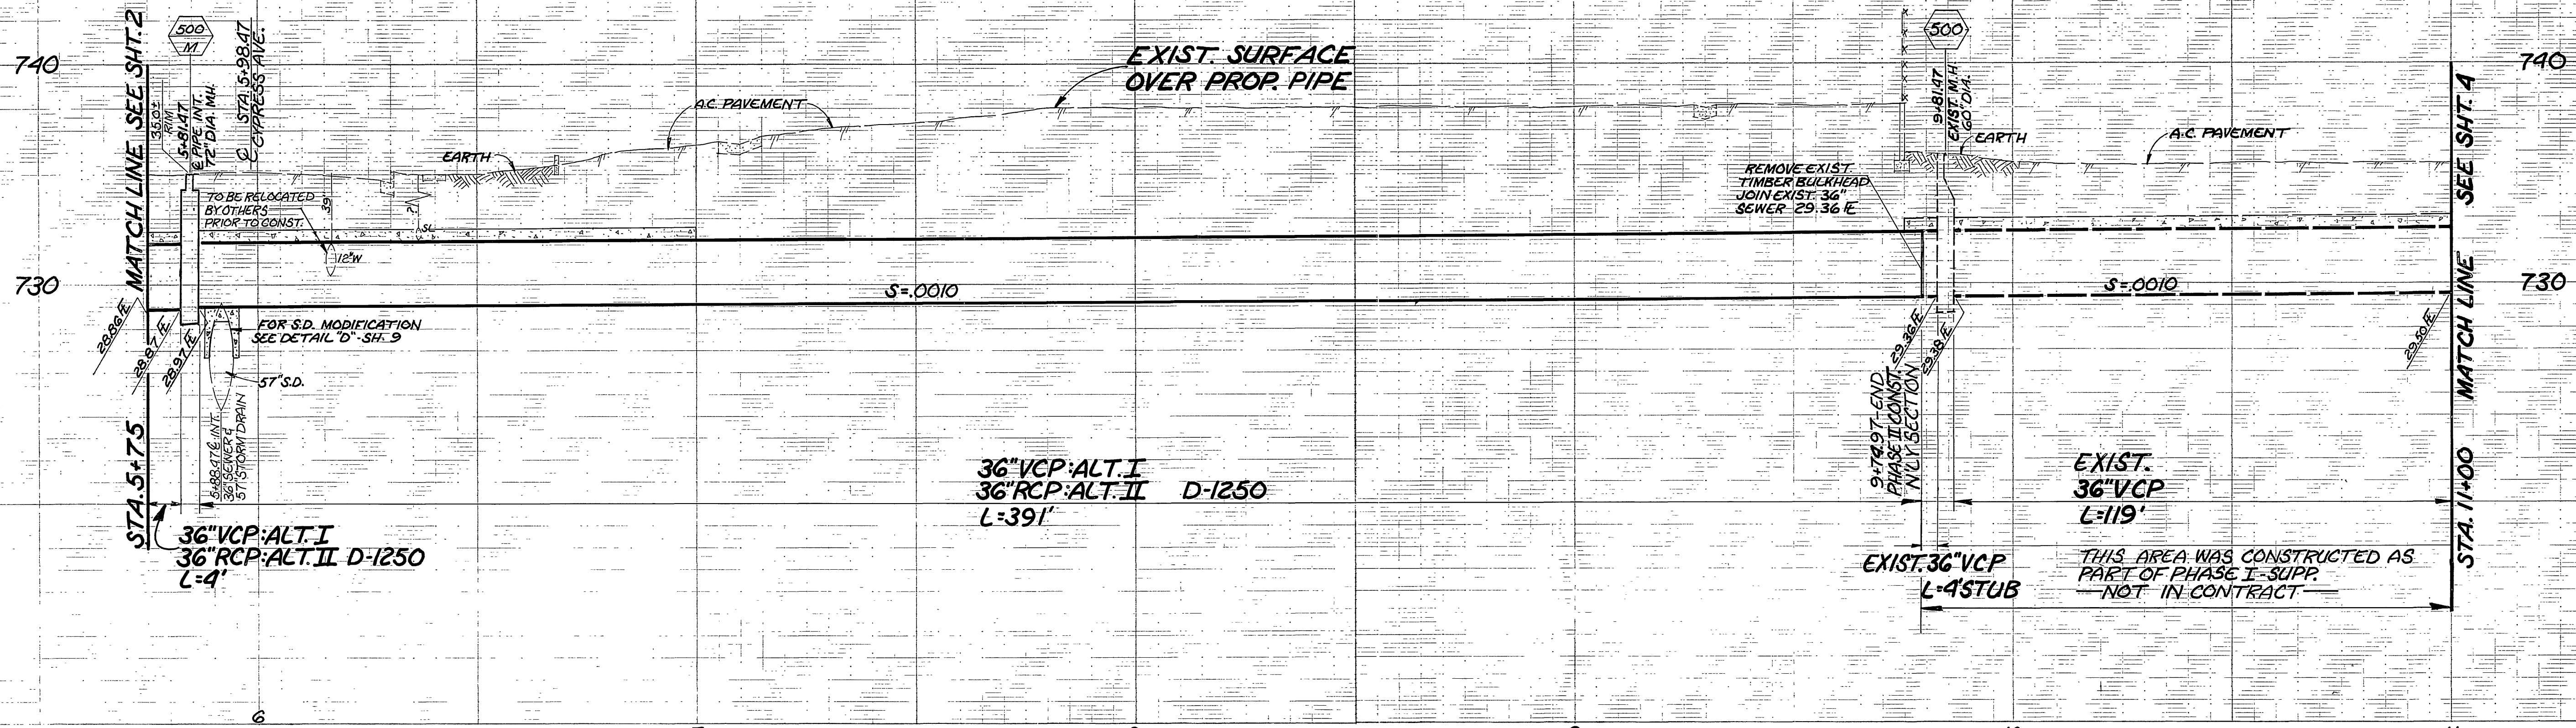 740
730
MATCH LINE SEE SHT. 2
STA. 5+75
500
M
35.0±
RIM
5+81.47
℄ PIPE INT.
72" DIA. MH.
℄ STA. 5+98.47
℄ CYPRESS AVE.
TO BE RELOCATED
BY OTHERS
PRIOR TO CONST.
39"
?
SL
12"W
EARTH
A.C. PAVEMENT
EXIST. SURFACE
OVER PROP. PIPE
S=.0010
28.86 ℄
28.87 ℄
28.97 ℄
FOR S.D. MODIFICATION
SEE DETAIL "D"-SH. 9
57" S.D.
5+88.47 ℄ INT.
36" SEWER &
57" STORM DRAIN
36" VCP: ALT. I
36" RCP: ALT. II D-1250
L=4'
36" VCP: ALT. I
36" RCP: ALT. II D-1250
L=391'
500
9+81.47
EXIST. M.H
60" DIA.
EARTH
A.C. PAVEMENT
REMOVE EXIST.
TIMBER BULKHEAD
JOIN EXIST. 36"
SEWER 29.36 ℄
29.36 ℄
29.38 ℄
S=.0010
29.50 ℄
9+74.97-END
PHASE II CONST.
N'LY SECTION
EXIST.
36" VCP
L=119'
EXIST. 36" VCP
L=4' STUB
THIS AREA WAS CONSTRUCTED AS
PART OF PHASE I-SUPP.
—NOT IN CONTRACT—
740
730
STA. 11+00 MATCH LINE SEE SHT. 4
6